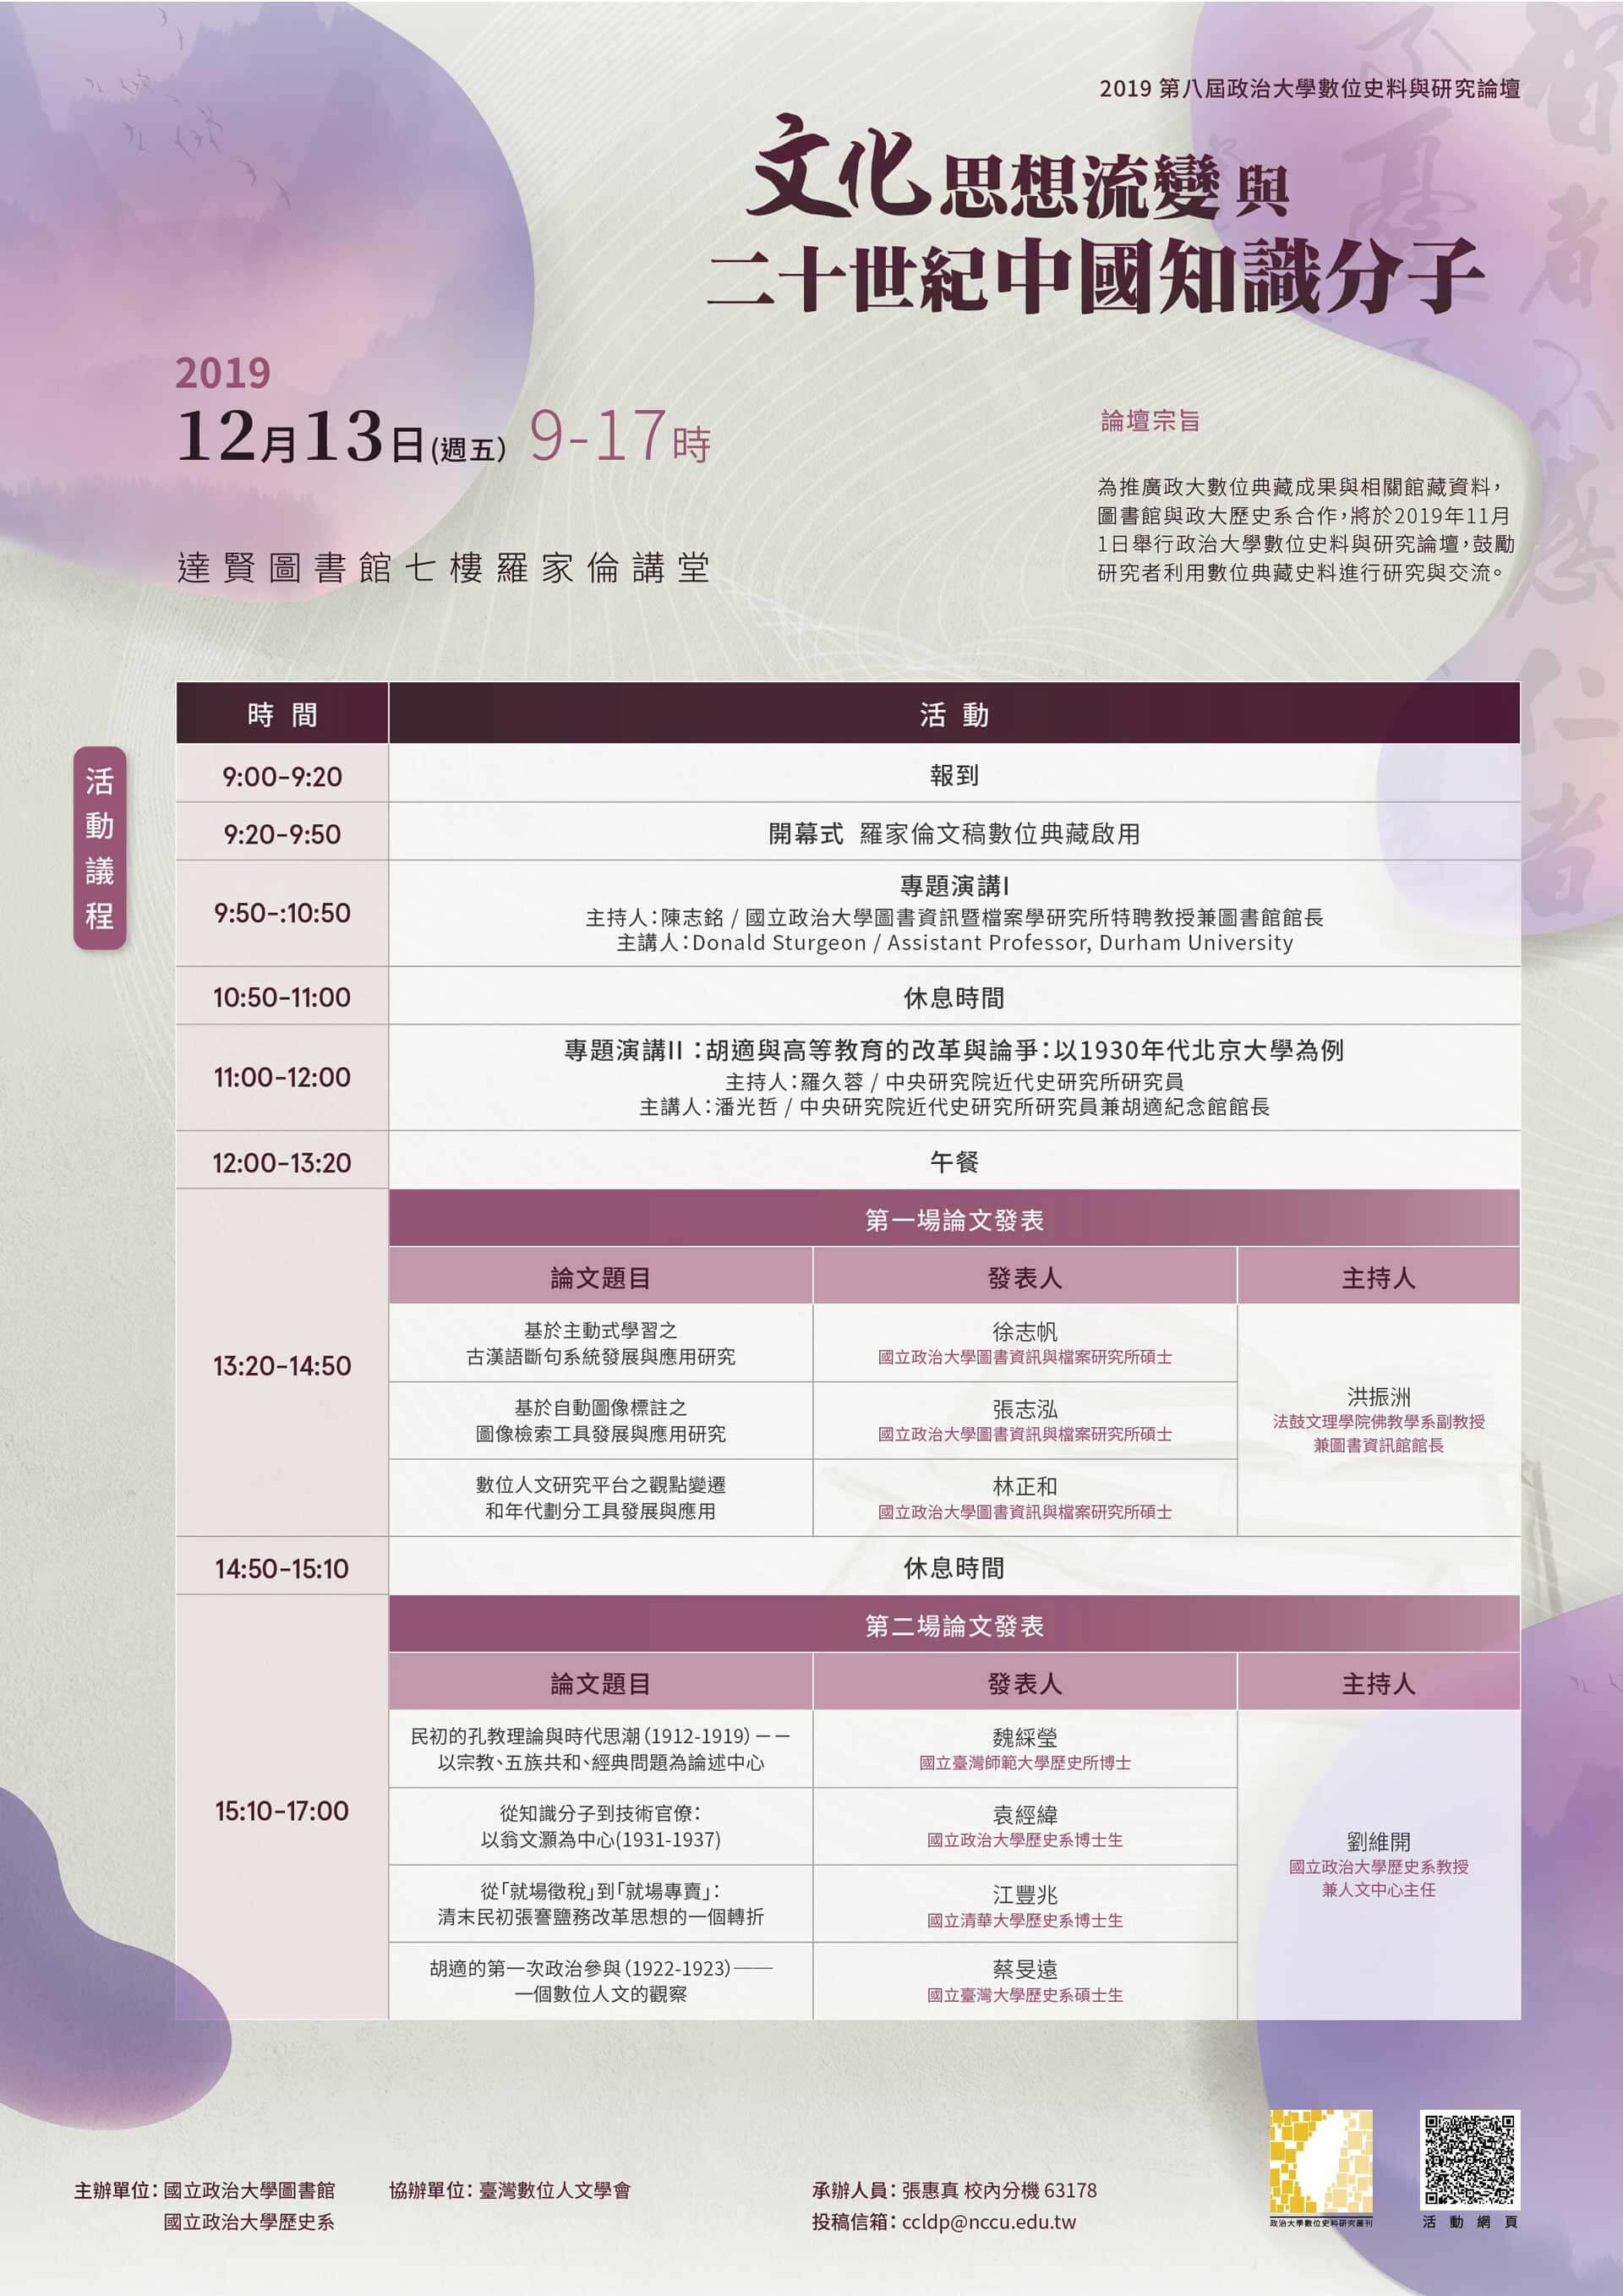 2019 第八屆政治大學數位史料與研究論壇
文化思想流變與
二十世紀中國知識分子
2019
12月13日(週五) 9-17時
達賢圖書館七樓羅家倫講堂
論壇宗旨
為推廣政大數位典藏成果與相關館藏資料，
圖書館與政大歷史系合作，將於2019年11月
1日舉行政治大學數位史料與研究論壇，鼓勵
研究者利用數位典藏史料進行研究與交流。
活動議程
時間 活動
9:00-9:20 報到
9:20-9:50 開幕式 羅家倫文稿數位典藏啟用
9:50-:10:50
專題演講I
主持人：陳志銘 / 國立政治大學圖書資訊暨檔案學研究所特聘教授兼圖書館館長
主講人：Donald Sturgeon / Assistant Professor, Durham University
10:50-11:00 休息時間
11:00-12:00
專題演講II：胡適與高等教育的改革與論爭：以1930年代北京大學為例
主持人：羅久蓉 / 中央研究院近代史研究所研究員
主講人：潘光哲 / 中央研究院近代史研究所研究員兼胡適紀念館館長
12:00-13:20 午餐
13:20-14:50
第一場論文發表
論文題目 發表人 主持人
基於主動式學習之
古漢語斷句系統發展與應用研究
徐志帆
國立政治大學圖書資訊與檔案研究所碩士
基於自動圖像標註之
圖像檢索工具發展與應用研究
張志泓
國立政治大學圖書資訊與檔案研究所碩士
數位人文研究平台之觀點變遷
和年代劃分工具發展與應用
林正和
國立政治大學圖書資訊與檔案研究所碩士
洪振洲
法鼓文理學院佛教學系副教授
兼圖書資訊館館長
14:50-15:10 休息時間
15:10-17:00
第二場論文發表
論文題目 發表人 主持人
民初的孔教理論與時代思潮（1912-1919）－－
以宗教、五族共和、經典問題為論述中心
魏綵瑩
國立臺灣師範大學歷史所博士
從知識分子到技術官僚：
以翁文灝為中心(1931-1937)
袁經緯
國立政治大學歷史系博士生
從「就場徵稅」到「就場專賣」：
清末民初張謇鹽務改革思想的一個轉折
江豐兆
國立清華大學歷史系博士生
胡適的第一次政治參與（1922-1923）——
一個數位人文的觀察
蔡旻遠
國立臺灣大學歷史系碩士生
劉維開
國立政治大學歷史系教授
兼人文中心主任
主辦單位：國立政治大學圖書館
國立政治大學歷史系
協辦單位：臺灣數位人文學會
承辦人員：張惠真 校內分機 63178
投稿信箱：ccldp@nccu.edu.tw
政治大學數位史料研究叢刊
活動網頁